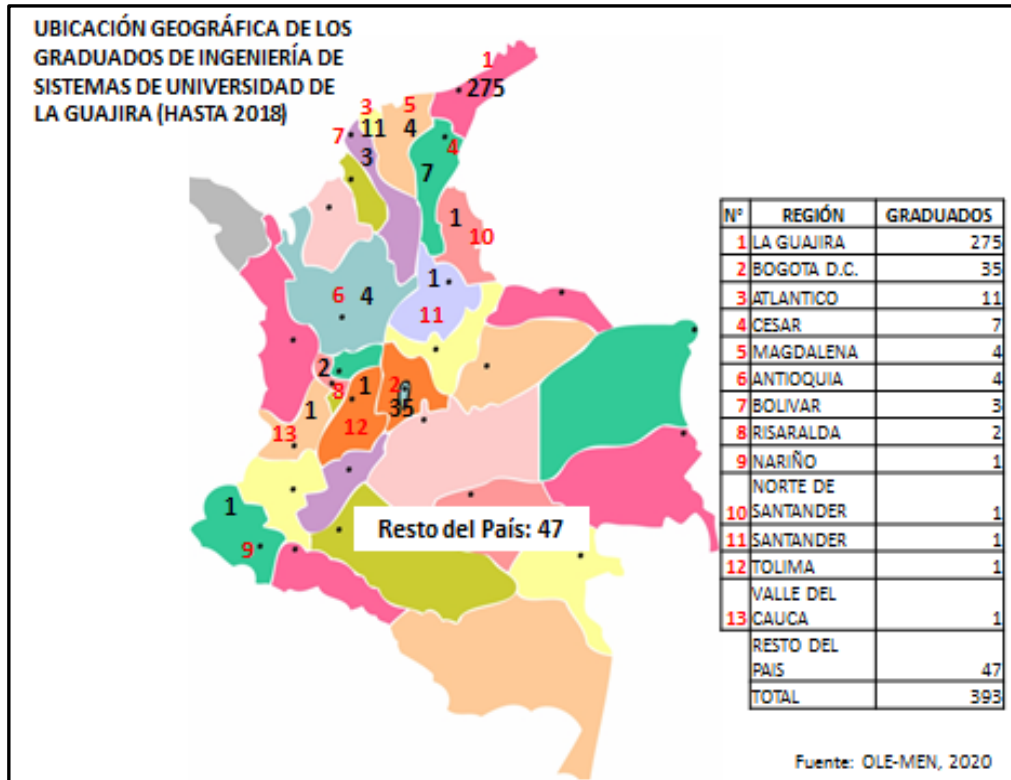 UBICACIÓN GEOGRÁFICA DE LOS
GRADUADOS DE INGENIERÍA DE
SISTEMAS DE UNIVERSIDAD DE
LA GUAJIRA (HASTA 2018)
1
275
3
5
11
4
7
4
3
7
1
10
1
6
4
11
2
8
1
2
35
1
13
12
1
9
Resto del País: 47
N° REGIÓN GRADUADOS
1 LA GUAJIRA 275
2 BOGOTA D.C. 35
3 ATLANTICO 11
4 CESAR 7
5 MAGDALENA 4
6 ANTIOQUIA 4
7 BOLIVAR 3
8 RISARALDA 2
9 NARIÑO 1
NORTE DE
10 SANTANDER 1
11 SANTANDER 1
12 TOLIMA 1
VALLE DEL
13 CAUCA 1
RESTO DEL
PAIS 47
TOTAL 393
Fuente: OLE-MEN, 2020